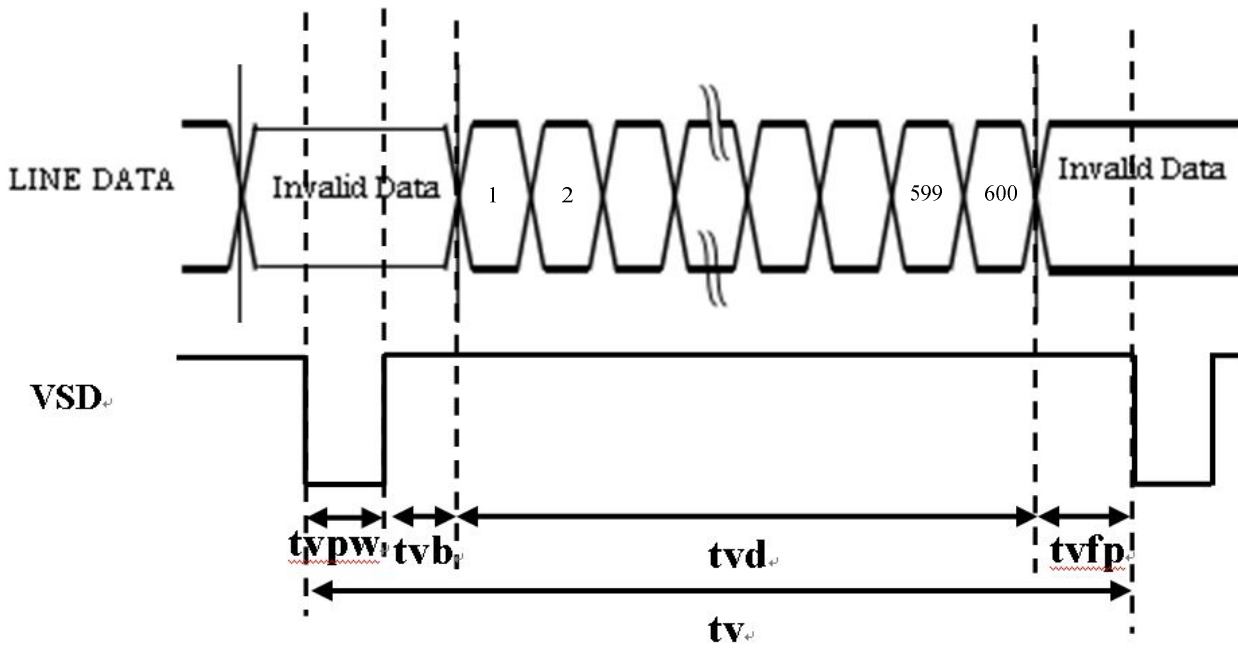 LINE DATA
Invalid Data
1
2
599
600
Invalid Data
VSD
tvpw
tvb
tvd
tvfp
tv